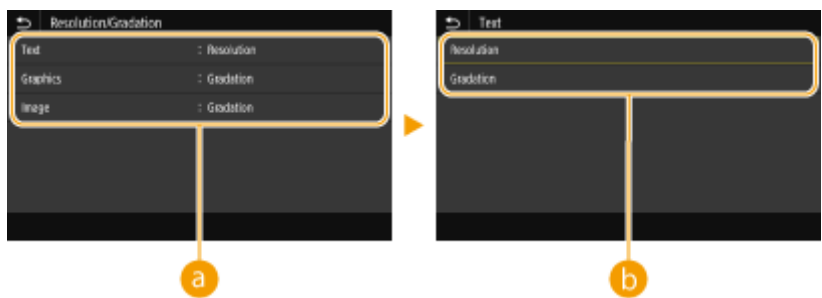 Resolution/Gradation
Text : Resolution
Graphics : Gradation
Image : Gradation
a
Text
Resolution
Gradation
b